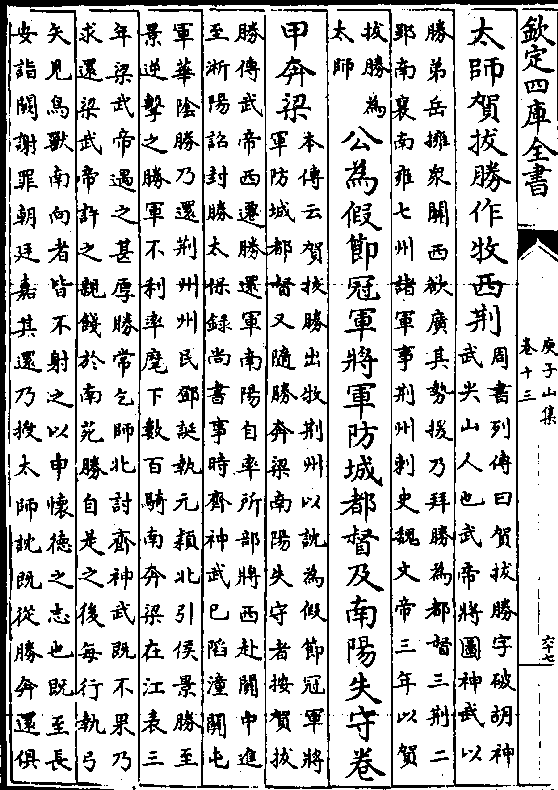 欽定四庫全書
庚子山集
卷十三
六十七
太師賀拔勝作牧西荆
周書列傳曰賀拔勝字破胡神
武尖山人也武帝將圖神武以
勝弟岳擁衆關西欲廣其勢援乃拜勝為都督三荆二
郢南襄南雍七州諸軍事荆州刺史魏文帝三年以賀
拔勝為
太師
公為假節冠軍將軍防城都督及南陽失守卷
甲奔梁
本傳云賀拔勝出牧荆州以説為假節冠軍將
軍防城都督又隨勝奔梁南陽失守者按賀拔
勝傳武帝西遷勝還軍南陽自率所部將西赴關中進
至淅陽詔封勝太保録尚書事時齊神武已陷潼關屯
軍華陰勝乃還荆州州民鄧誕執元穎北引侯景勝至
景逆擊之勝軍不利率麾下數百騎南奔梁在江表三
年梁武帝遇之甚厚勝常乞師北討齊神武既不果乃
求還梁武帝許之親餞於南苑勝自是之後每行執弓
矢見鳥獸南向者皆不射之以申懷德之志也既至長
安詣闕謝罪朝廷嘉其還乃授太師説既從勝奔還俱